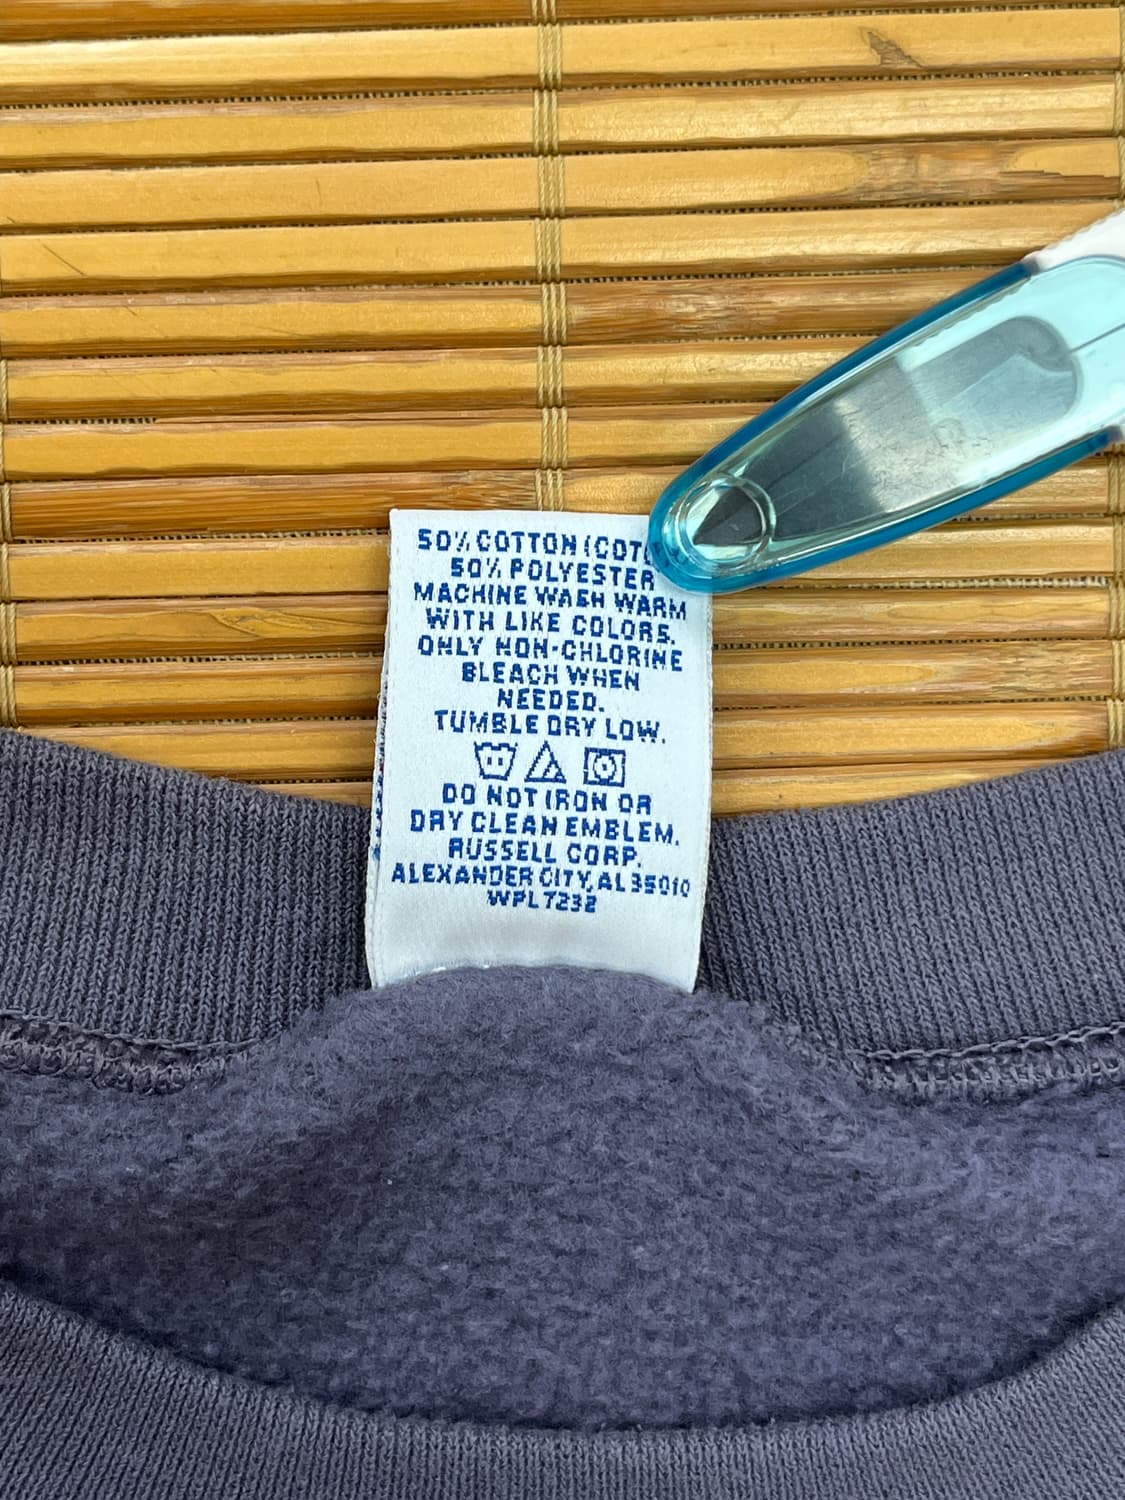 50% COTTON (COT
50% POLYESTER
MACHINE WASH WARM
WITH LIKE COLORS.
ONLY NON-CHLORINE
BLEACH WHEN
NEEDED.
TUMBLE DRY LOW.
DO NOT IRON OR
DRY CLEAN EMBLEM.
RUSSELL CORP.
ALEXANDER CITY, AL 35010
WPL 7232